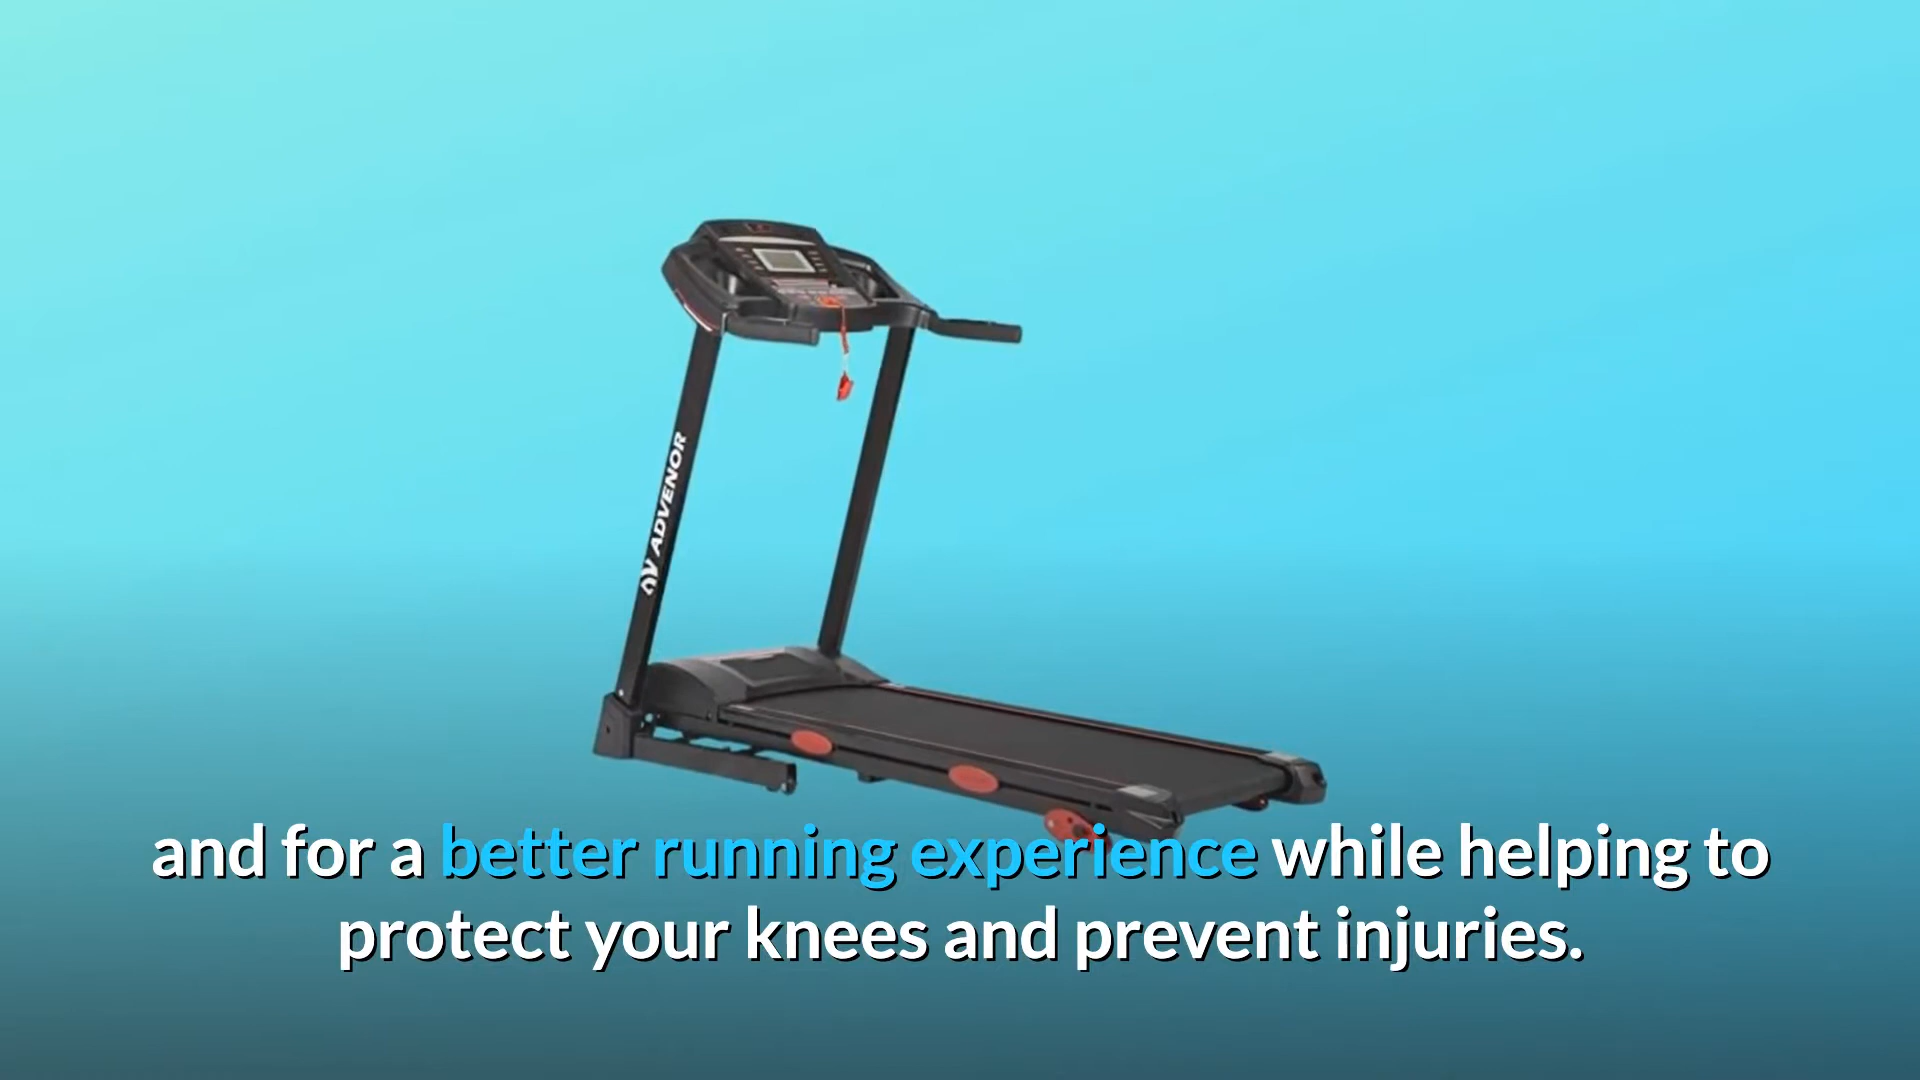 ADVENOR
and for a better running experience while helping to
protect your knees and prevent injuries.